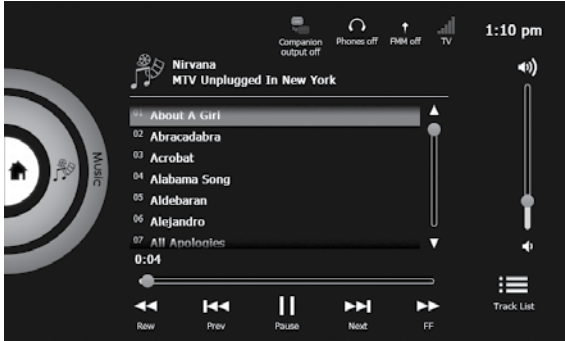 Companion
output off
Phones off
FMM off
TV
1:10 pm
Nirvana
MTV Unplugged In New York
01 About A Girl
02 Abracadabra
03 Acrobat
04 Alabama Song
05 Aldebaran
06 Alejandro
07 All Apologies
Music
0:04
Rew
Prev
Pause
Next
FF
Track List